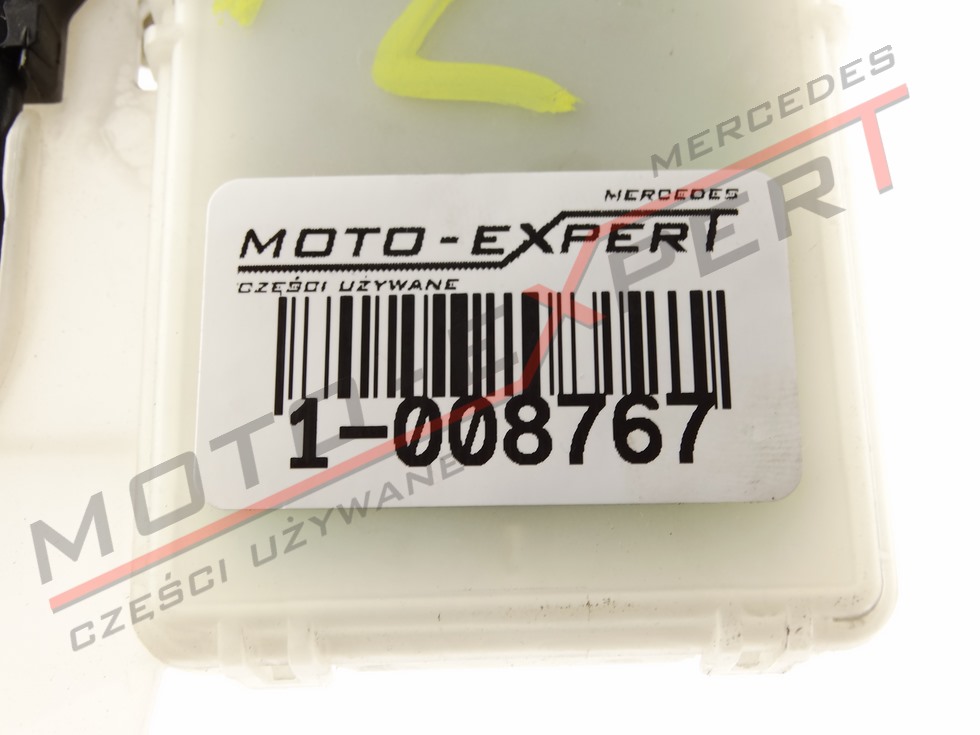 MERCEDES
MOTO-EXPERT
CZĘŚCI UŻYWANE
1-008767
MERCEDES
MOTO-EXPERT
CZĘŚCI UŻYWANE